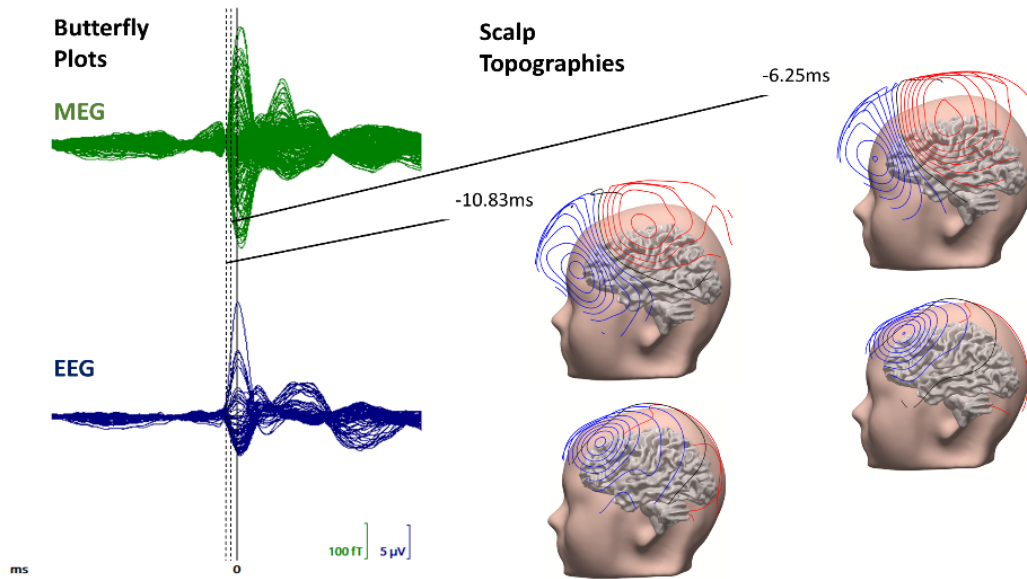 Butterfly
Plots
Scalp
Topographies
-6.25ms
MEG
-10.83ms
EEG
100 fT
5 µV
ms
0